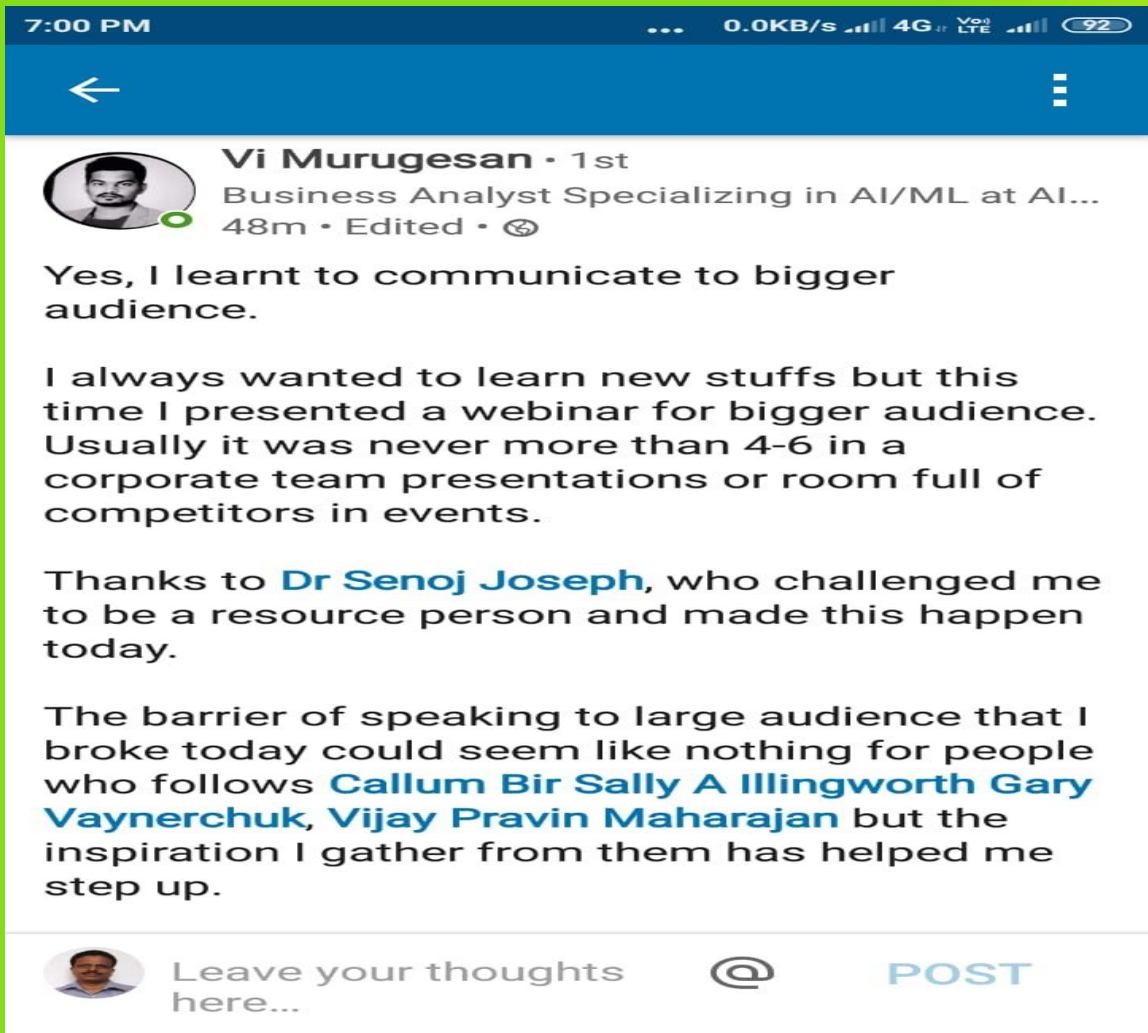 7:00 PM ... 0.0KB/s 4G Vo)) LTE 92
Vi Murugesan • 1st
Business Analyst Specializing in AI/ML at AI...
48m • Edited •
Yes, I learnt to communicate to bigger
audience.
I always wanted to learn new stuffs but this
time I presented a webinar for bigger audience.
Usually it was never more than 4-6 in a
corporate team presentations or room full of
competitors in events.
Thanks to Dr Senoj Joseph, who challenged me
to be a resource person and made this happen
today.
The barrier of speaking to large audience that I
broke today could seem like nothing for people
who follows Callum Bir Sally A Illingworth Gary
Vaynerchuk, Vijay Pravin Maharajan but the
inspiration I gather from them has helped me
step up.
Leave your thoughts @ POST
here...